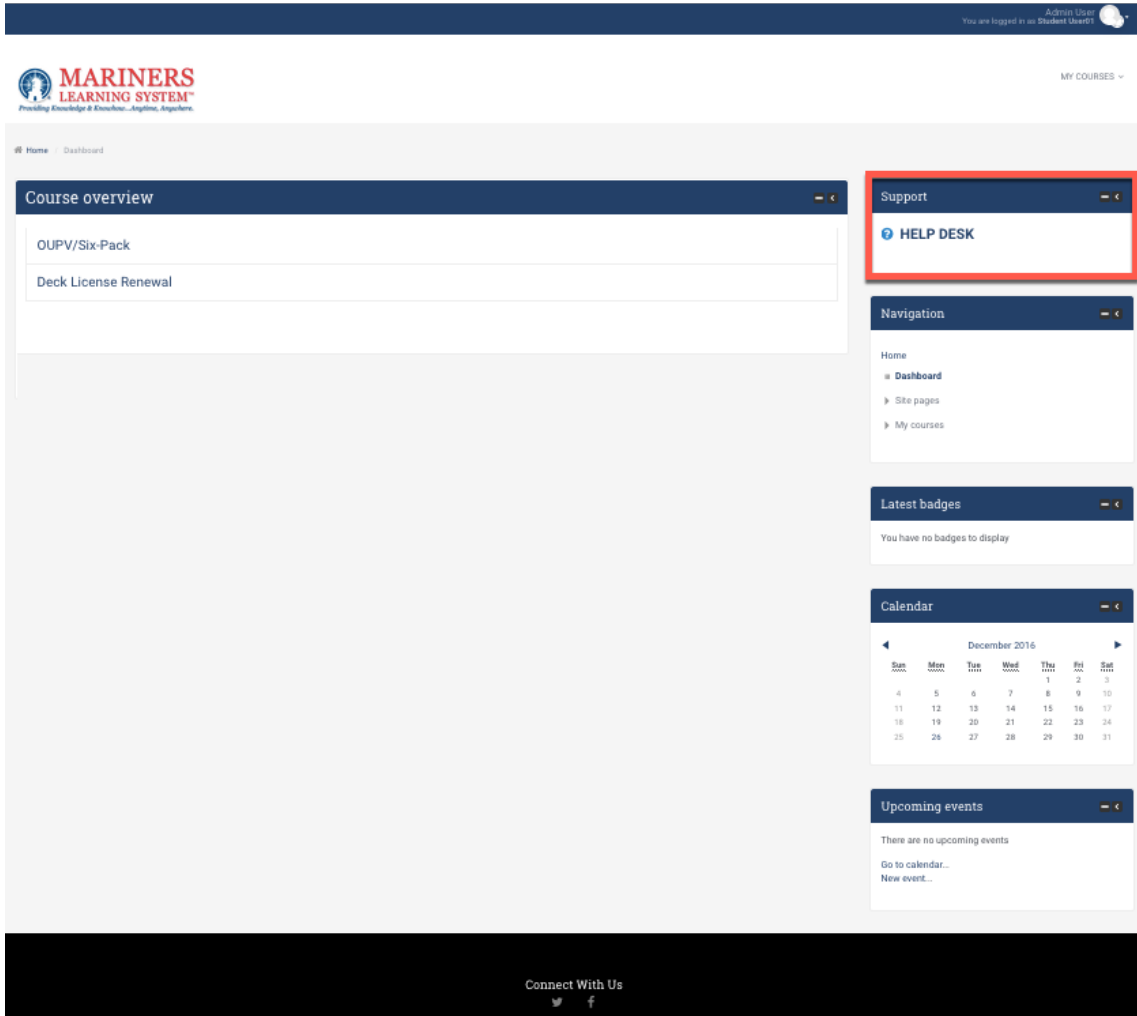 Admin User
You are logged in as Student User01
MARINERS
LEARNING SYSTEM™
Providing Knowledge & Knowhow...Anytime, Anywhere.
MY COURSES
Home / Dashboard
Course overview
OUPV/Six-Pack
Deck License Renewal
Support
HELP DESK
Navigation
Home
Dashboard
Site pages
My courses
Latest badges
You have no badges to display
Calendar
December 2016
Sun Mon Tue Wed Thu Fri Sat
1 2 3
4 5 6 7 8 9 10
11 12 13 14 15 16 17
18 19 20 21 22 23 24
25 26 27 28 29 30 31
Upcoming events
There are no upcoming events
Go to calendar...
New event...
Connect With Us